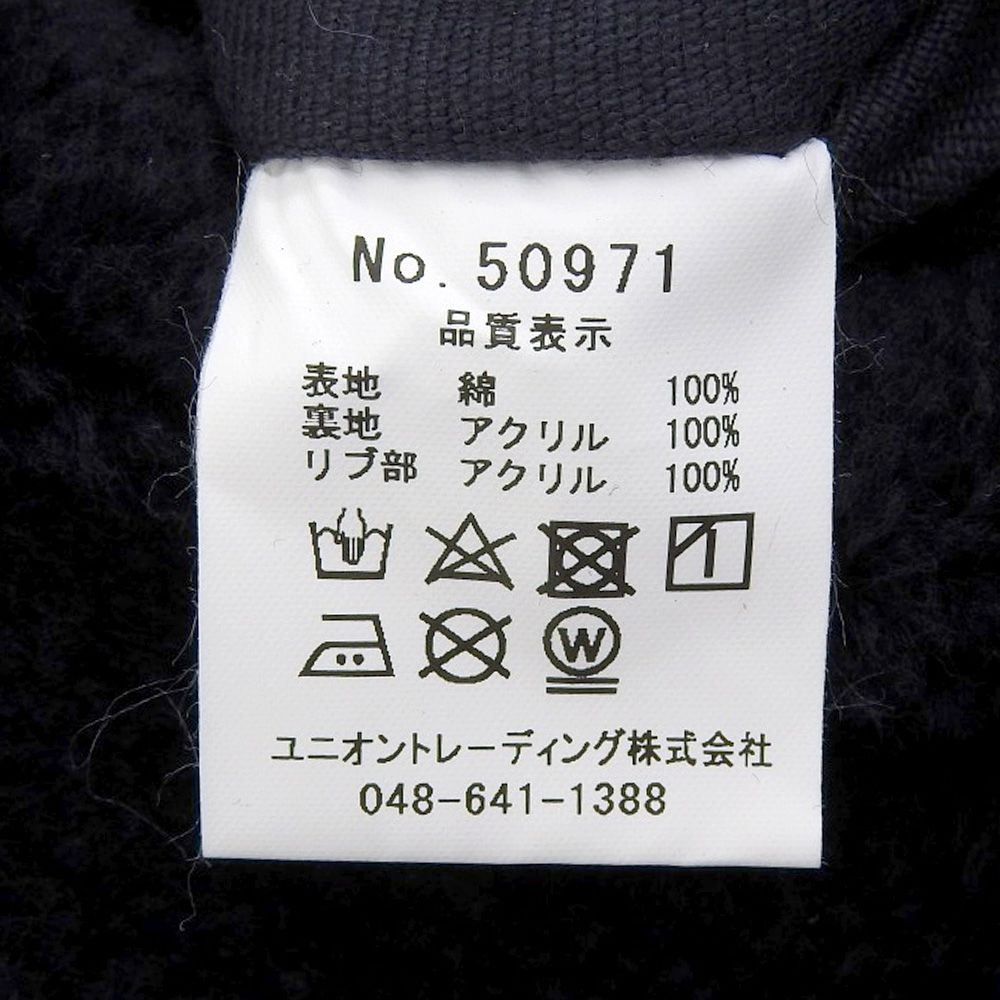 No. 50971
品質表示
表地 綿 100%
裏地 アクリル 100%
リブ部 アクリル 100%
W
ユニオントレーディング株式会社
048-641-1388